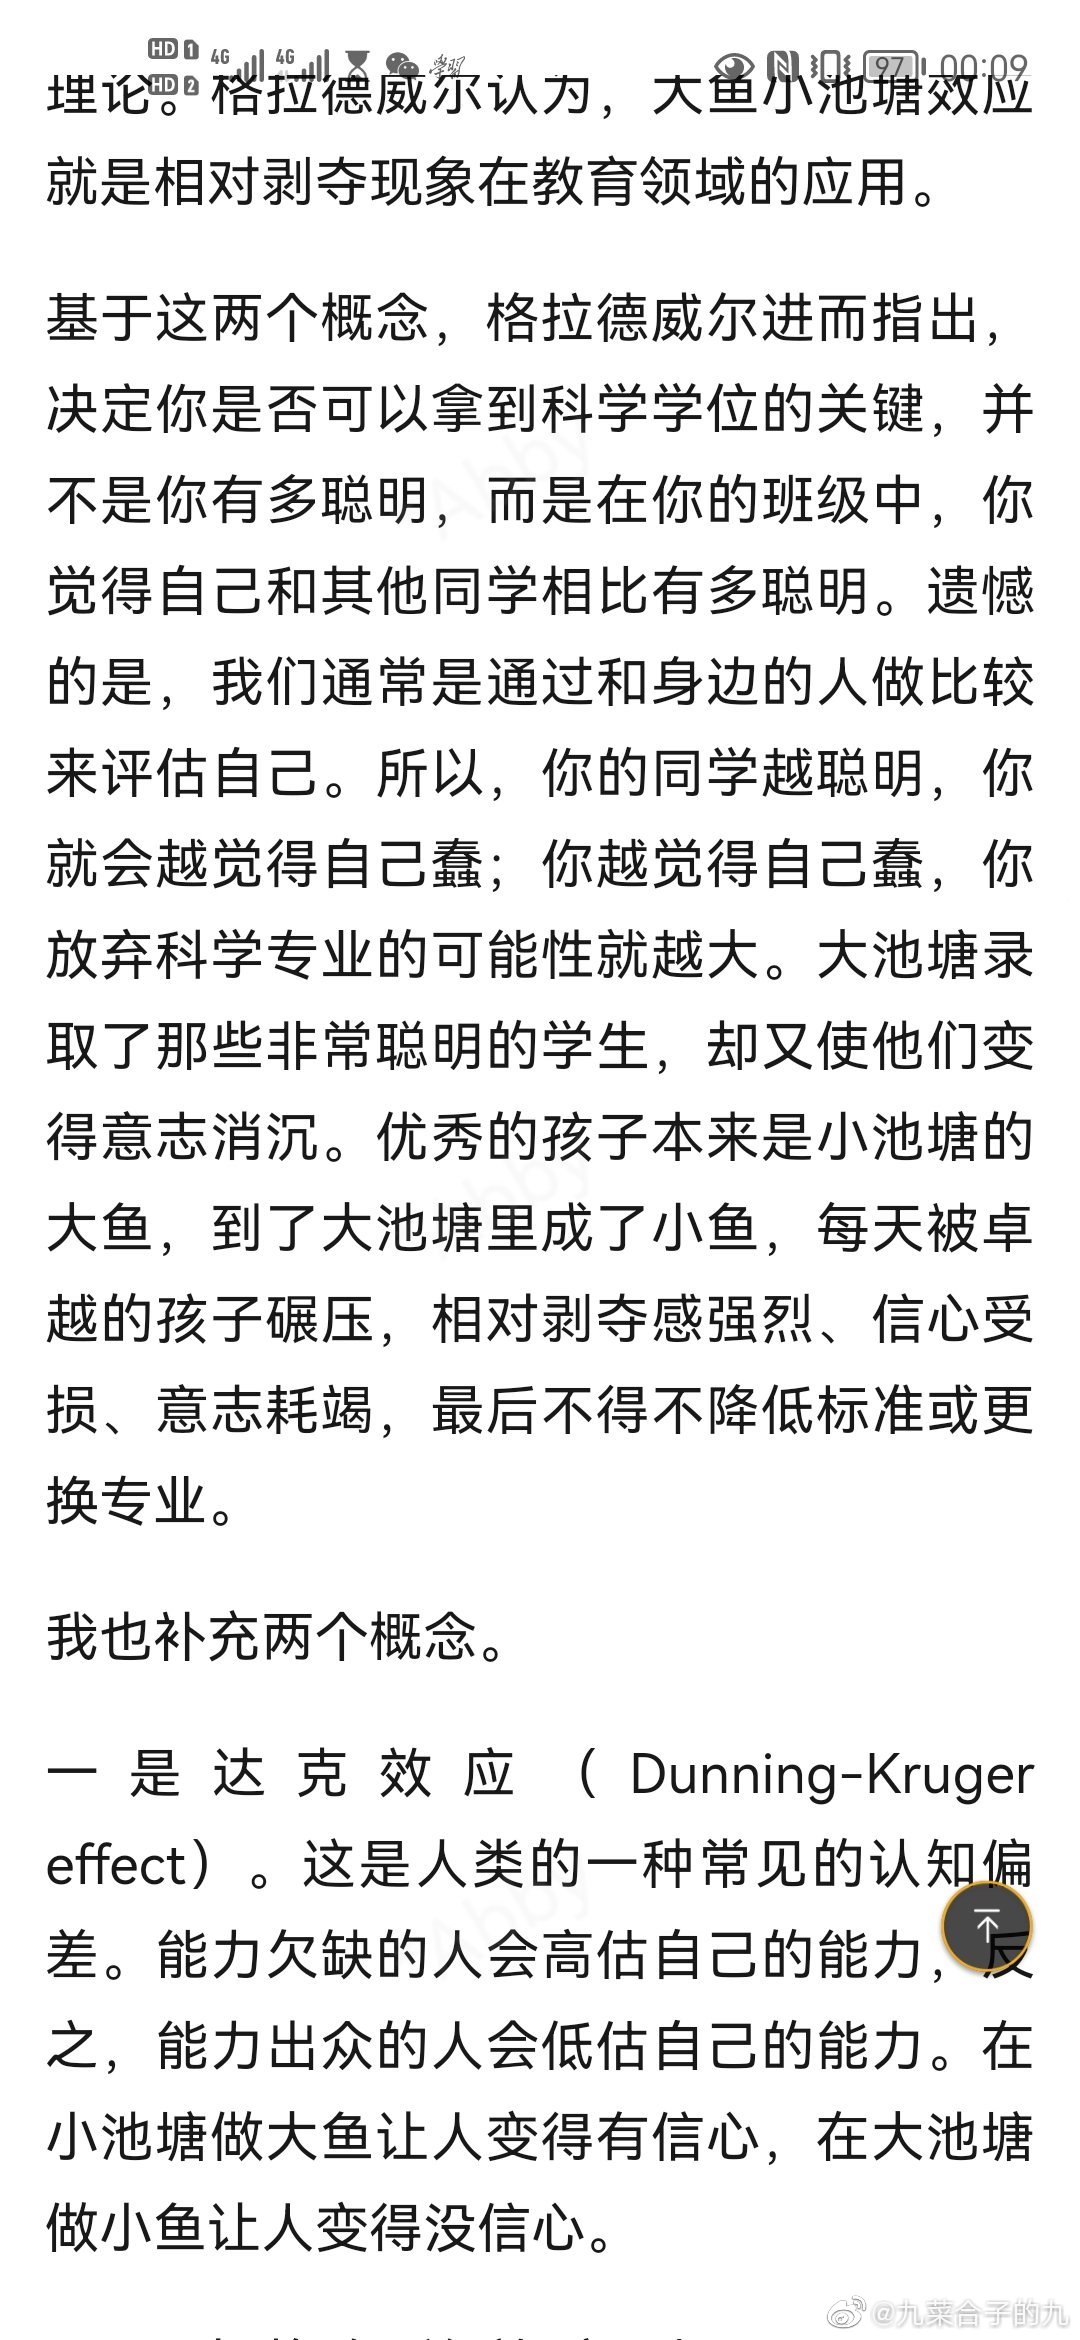 HD 1 4G 4G 學習 97 00:09
HD 2
理论。格拉德威尔认为，大鱼小池塘效应
就是相对剥夺现象在教育领域的应用。
基于这两个概念，格拉德威尔进而指出，
决定你是否可以拿到科学学位的关键，并
不是你有多聪明，而是在你的班级中，你
觉得自己和其他同学相比有多聪明。遗憾
的是，我们通常是通过和身边的人做比较
来评估自己。所以，你的同学越聪明，你
就会越觉得自己蠢；你越觉得自己蠢，你
放弃科学专业的可能性就越大。大池塘录
取了那些非常聪明的学生，却又使他们变
得意志消沉。优秀的孩子本来是小池塘的
大鱼，到了大池塘里成了小鱼，每天被卓
越的孩子碾压，相对剥夺感强烈、信心受
损、意志耗竭，最后不得不降低标准或更
换专业。
我也补充两个概念。
一是达克效应（Dunning-Kruger
effect）。这是人类的一种常见的认知偏
差。能力欠缺的人会高估自己的能力，反
之，能力出众的人会低估自己的能力。在
小池塘做大鱼让人变得有信心，在大池塘
做小鱼让人变得没信心。
@九菜合子的九
Abby
Abby
Abby